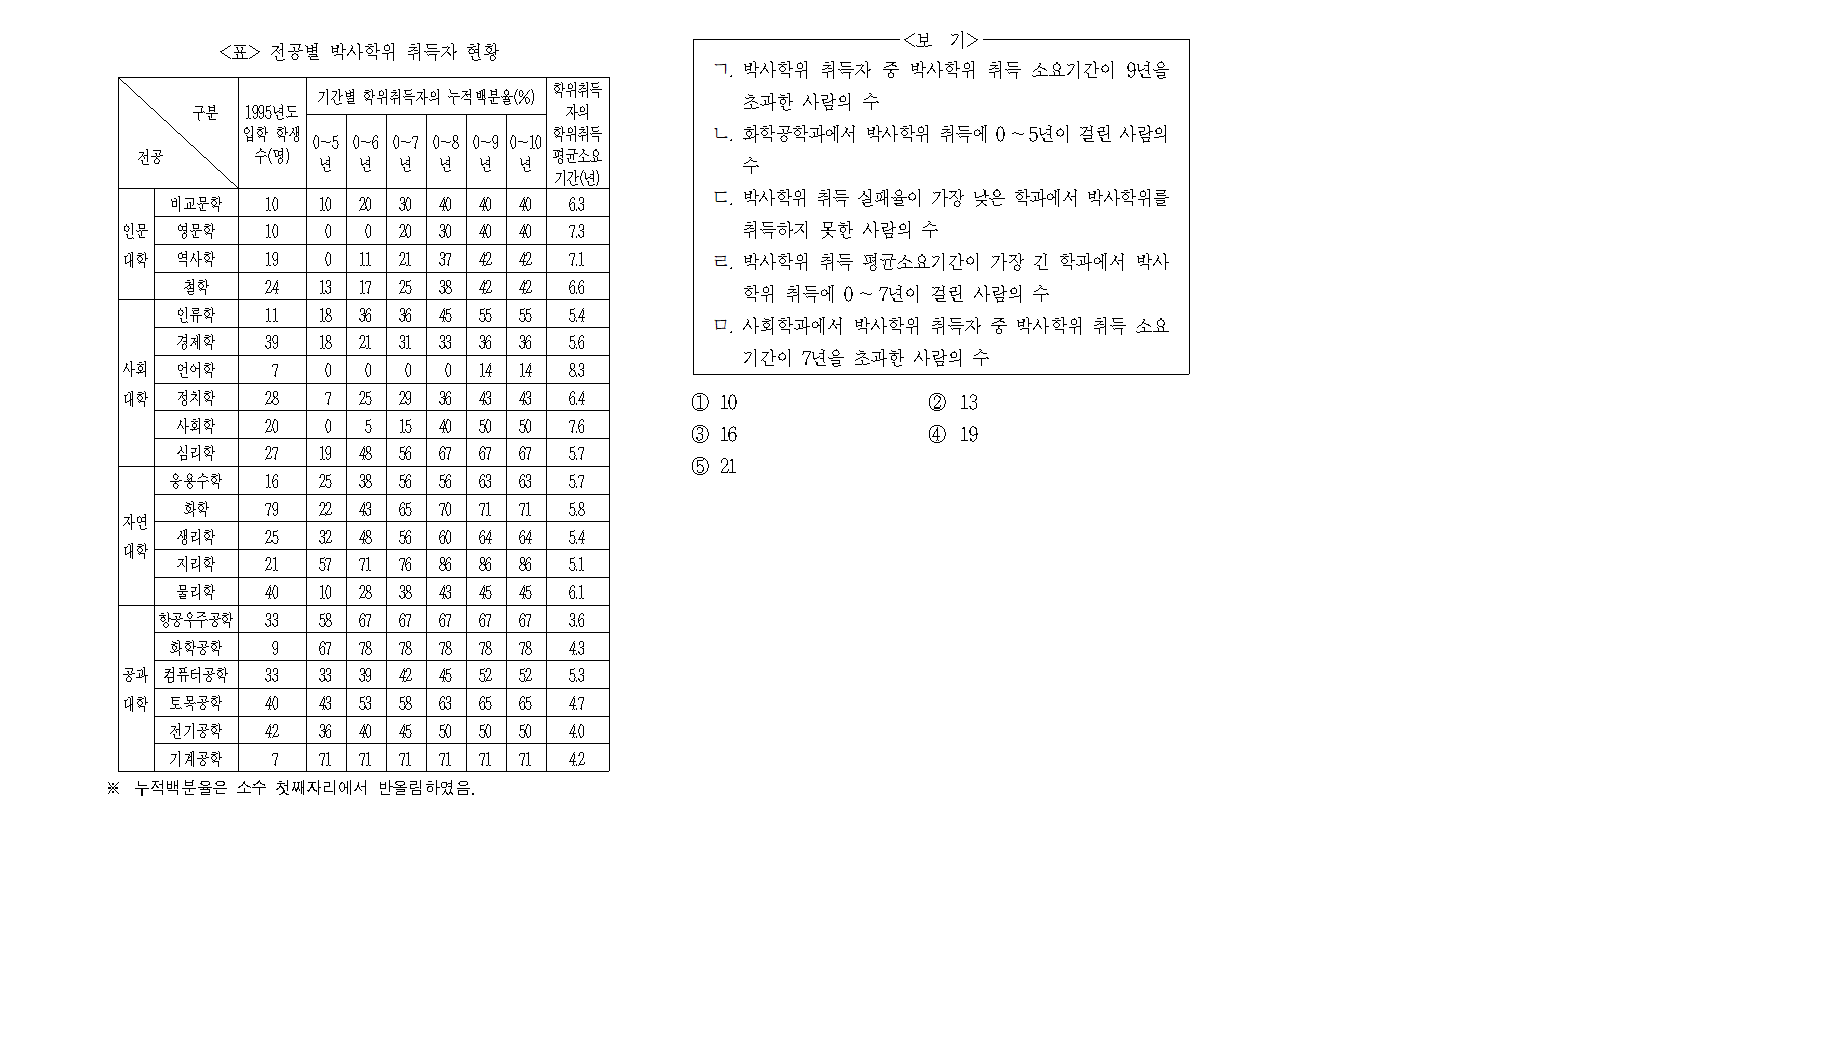 <표> 전공별 박사학위 취득자 현황
구분
전공
1995년도 입학 학생 수(명)
기간별 학위취득자의 누적백분율(%)
학위취득자의 학위취득 평균소요기간(년)
0~5년 0~6년 0~7년 0~8년 0~9년 0~10년
인문대학
비교문학 10 10 20 30 40 40 40 6.3
영문학 10 0 0 20 30 40 40 7.3
역사학 19 0 11 21 37 42 42 7.1
철학 24 13 17 25 38 42 42 6.6
사회대학
인류학 11 18 36 36 45 55 55 5.4
경제학 39 18 21 31 33 36 36 5.6
언어학 7 0 0 0 0 14 14 8.3
정치학 28 7 25 29 36 43 43 6.4
사회학 20 0 5 15 40 50 50 7.6
심리학 27 19 48 56 67 67 67 5.7
자연대학
응용수학 16 25 38 56 56 63 63 5.7
화학 79 22 43 65 70 71 71 5.8
생리학 25 32 48 56 60 64 64 5.4
지리학 21 57 71 76 86 86 86 5.1
물리학 40 10 28 38 43 45 45 6.1
공과대학
항공우주공학 33 58 67 67 67 67 67 3.6
화학공학 9 67 78 78 78 78 78 4.3
컴퓨터공학 33 33 39 42 45 52 52 5.3
토목공학 40 43 53 58 63 65 65 4.7
전기공학 42 36 40 45 50 50 50 4.0
기계공학 7 71 71 71 71 71 71 4.2
※ 누적백분율은 소수 첫째자리에서 반올림하였음.
<보 기>
ㄱ. 박사학위 취득자 중 박사학위 취득 소요기간이 9년을
초과한 사람의 수
ㄴ. 화학공학과에서 박사학위 취득에 0 ~ 5년이 걸린 사람의
수
ㄷ. 박사학위 취득 실패율이 가장 낮은 학과에서 박사학위를
취득하지 못한 사람의 수
ㄹ. 박사학위 취득 평균소요기간이 가장 긴 학과에서 박사
학위 취득에 0 ~ 7년이 걸린 사람의 수
ㅁ. 사회학과에서 박사학위 취득자 중 박사학위 취득 소요
기간이 7년을 초과한 사람의 수
① 10 ② 13
③ 16 ④ 19
⑤ 21